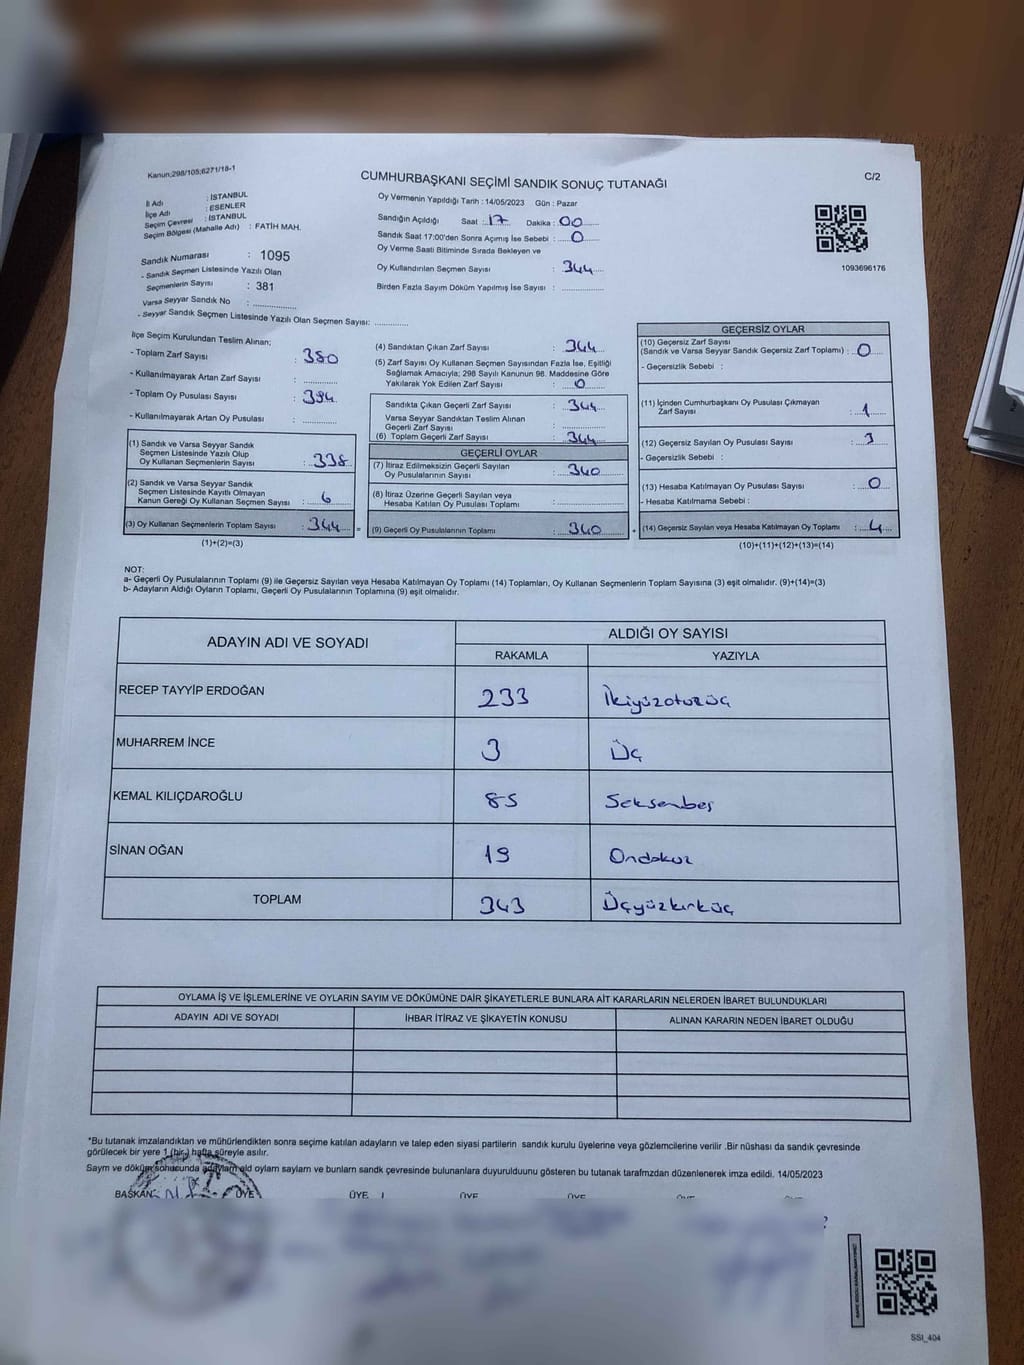 Kanun;298/105;6271/18-1
CUMHURBAŞKANI SEÇİMİ SANDIK SONUÇ TUTANAĞI
C/2
İl Adı : İSTANBUL
İlçe Adı : ESENLER
Seçim Çevresi : İSTANBUL
Seçim Bölgesi (Mahalle Adı) : FATİH MAH.
Sandık Numarası : 1095
- Sandık Seçmen Listesinde Yazılı Olan
Seçmenlerin Sayısı : 381
Varsa Seyyar Sandık No : ..............
- Seyyar Sandık Seçmen Listesinde Yazılı Olan Seçmen Sayısı: ............
Oy Vermenin Yapıldığı Tarih : 14/05/2023 Gün : Pazar
Sandığın Açıldığı Saat : 17 Dakika : 00
Sandık Saat 17:00'den Sonra Açımış İse Sebebi : 0
Oy Verme Saati Bitiminde Sırada Bekleyen ve
Oy Kullandırılan Seçmen Sayısı : 344
Birden Fazla Sayım Döküm Yapılmış İse Sayısı : ..............
1093696176
İlçe Seçim Kurulundan Teslim Alınan;
- Toplam Zarf Sayısı : 380
- Kullanılmayarak Artan Zarf Sayısı : ............
- Toplam Oy Pusulası Sayısı : 394
- Kullanılmayarak Artan Oy Pusulası : ............
(1) Sandık ve Varsa Seyyar Sandık
Seçmen Listesinde Yazılı Olup
Oy Kullanan Seçmenlerin Sayısı : 338
(2) Sandık ve Varsa Seyyar Sandık
Seçmen Listesinde Kayıtlı Olmayan
Kanun Gereği Oy Kullanan Seçmen Sayısı : 6
(3) Oy Kullanan Seçmenlerin Toplam Sayısı : 344 =
(1)+(2)=(3)
(4) Sandıktan Çıkan Zarf Sayısı : 344
(5) Zarf Sayısı Oy Kullanan Seçmen Sayısından Fazla İse, Eşitliği
Sağlamak Amacıyla; 298 Sayılı Kanunun 98. Maddesine Göre
Yakılarak Yok Edilen Zarf Sayısı : 0
Sandıkta Çıkan Geçerli Zarf Sayısı : 344
Varsa Seyyar Sandıktan Teslim Alınan
Geçerli Zarf Sayısı : ............
(6) Toplam Geçerli Zarf Sayısı : 344
GEÇERLİ OYLAR
(7) İtiraz Edilmeksizin Geçerli Sayılan
Oy Pusulalarının Sayısı : 340
(8) İtiraz Üzerine Geçerli Sayılan veya
Hesaba Katılan Oy Pusulası Toplamı : ............
(9) Geçerli Oy Pusulalarının Toplamı : 340 +
GEÇERSİZ OYLAR
(10) Geçersiz Zarf Sayısı
(Sandık ve Varsa Seyyar Sandık Geçersiz Zarf Toplamı) : 0
- Geçersizlik Sebebi :
(11) İçinden Cumhurbaşkanı Oy Pusulası Çıkmayan
Zarf Sayısı : 1
(12) Geçersiz Sayılan Oy Pusulası Sayısı : 3
- Geçersizlik Sebebi :
(13) Hesaba Katılmayan Oy Pusulası Sayısı : 0
- Hesaba Katılmama Sebebi :
(14) Geçersiz Sayılan veya Hesaba Katılmayan Oy Toplamı : 4
(10)+(11)+(12)+(13)=(14)
NOT:
a- Geçerli Oy Pusulalarının Toplamı (9) ile Geçersiz Sayılan veya Hesaba Katılmayan Oy Toplamı (14) Toplamları, Oy Kullanan Seçmenlerin Toplam Sayısına (3) eşit olmalıdır. (9)+(14)=(3)
b- Adayların Aldığı Oyların Toplamı, Geçerli Oy Pusulalarının Toplamına (9) eşit olmalıdır.
ADAYIN ADI VE SOYADI ALDIĞI OY SAYISI
RAKAMLA YAZIYLA
RECEP TAYYİP ERDOĞAN 233 İkiyüzotuzüç
MUHARREM İNCE 3 Üç
KEMAL KILIÇDAROĞLU 85 Seksenbeş
SİNAN OĞAN 19 Ondokuz
TOPLAM 343 Üçyüzkırküç
OYLAMA İŞ VE İŞLEMLERİNE VE OYLARIN SAYIM VE DÖKÜMÜNE DAİR ŞİKAYETLERLE BUNLARA AİT KARARLARIN NELERDEN İBARET BULUNDUKLARI
ADAYIN ADI VE SOYADI İHBAR İTİRAZ VE ŞİKAYETİN KONUSU ALINAN KARARIN NEDEN İBARET OLDUĞU
*Bu tutanak imzalandıktan ve mühürlendikten sonra seçime katılan adayların ve talep eden siyasi partilerin sandık kurulu üyelerine veya gözlemcilerine verilir .Bir nüshası da sandık çevresinde
görülecek bir yere 1 (bir) hafta süreyle asılır.
Sayım ve döküm sonucunda adayların aldı oylam saylam ve bunlarn sandk çevresinde bulunanlara duyurulduunu gösteren bu tutanak tarafmzdan düzenlenerek imza edildi. 14/05/2023
BAŞKAN ÜYE ÜYE ÜYE ÜYE
SSI_404